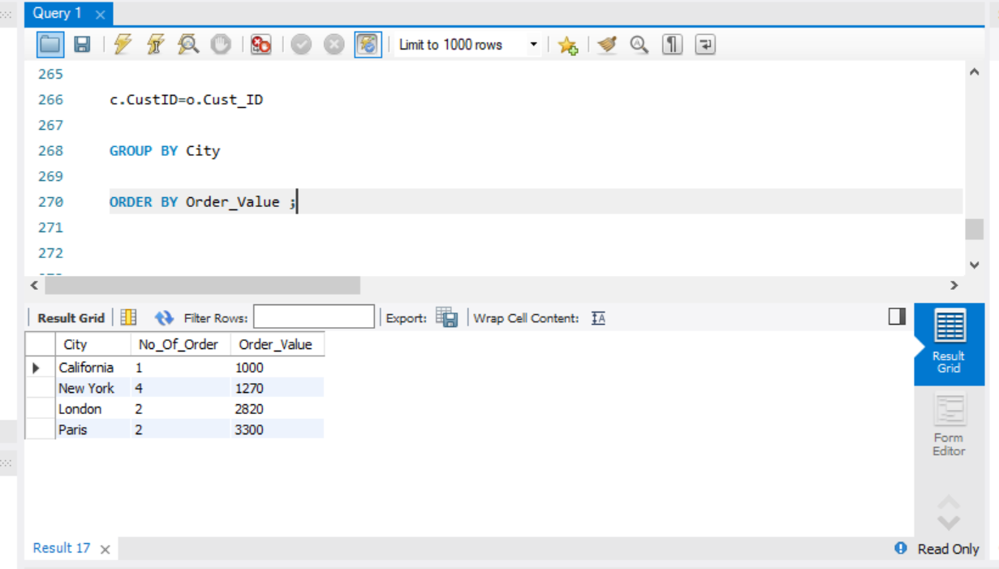 Query 1
Limit to 1000 rows
265
266 c.CustID=o.Cust_ID
267
268 GROUP BY City
269
270 ORDER BY Order_Value ;
271
272
Result Grid Filter Rows: Export: Wrap Cell Content:
City No_Of_Order Order_Value
California 1 1000
New York 4 1270
London 2 2820
Paris 2 3300
Result
Grid
Form
Editor
Result 17
Read Only